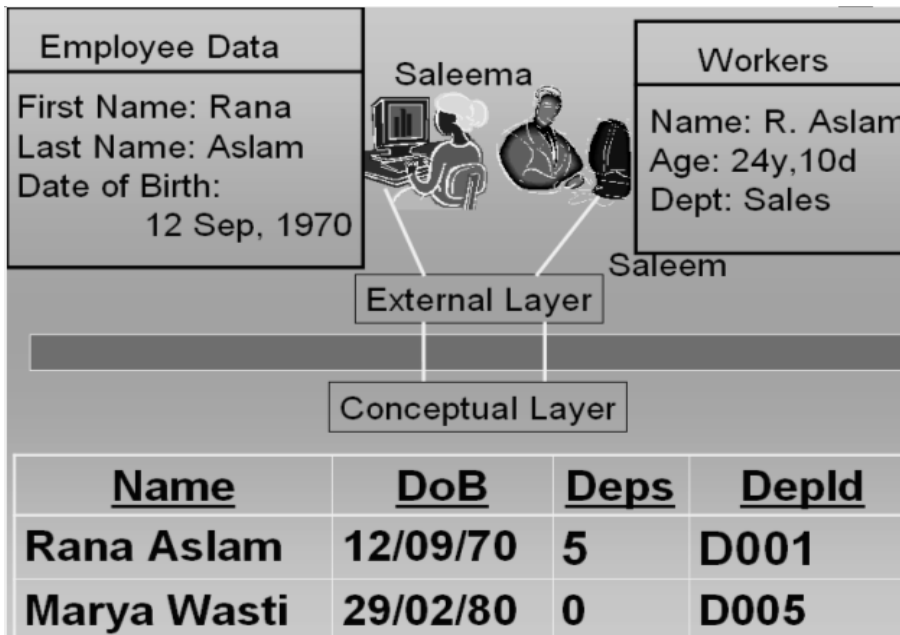 Employee Data
First Name: Rana
Last Name: Aslam
Date of Birth:
12 Sep, 1970
Saleema
Workers
Name: R. Aslam
Age: 24y,10d
Dept: Sales
Saleem
External Layer
Conceptual Layer
Name DoB Deps DepId
Rana Aslam 12/09/70 5 D001
Marya Wasti 29/02/80 0 D005